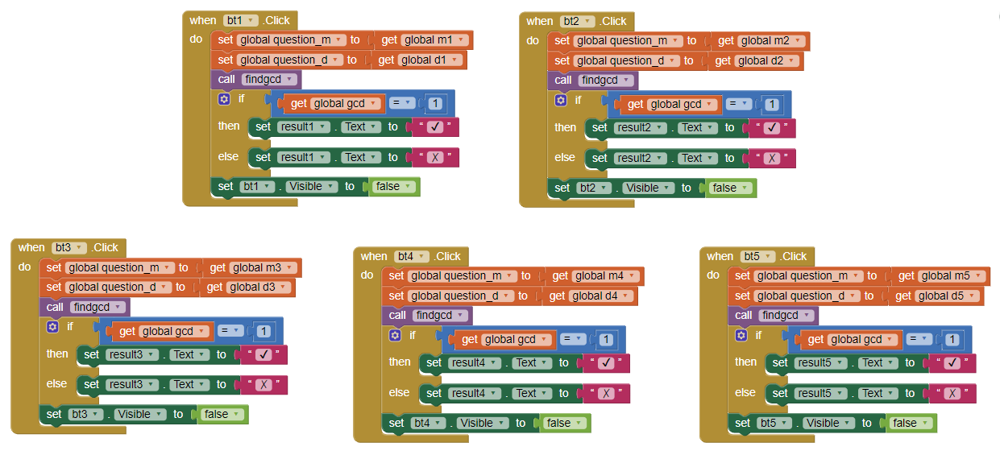 when bt1 .Click
do set global question_m to get global m1
set global question_d to get global d1
call findgcd
if get global gcd = 1
then set result1 . Text to “ ✓ ”
else set result1 . Text to “ X ”
set bt1 . Visible to false
when bt2 .Click
do set global question_m to get global m2
set global question_d to get global d2
call findgcd
if get global gcd = 1
then set result2 . Text to “ ✓ ”
else set result2 . Text to “ X ”
set bt2 . Visible to false
when bt3 .Click
do set global question_m to get global m3
set global question_d to get global d3
call findgcd
if get global gcd = 1
then set result3 . Text to “ ✓ ”
else set result3 . Text to “ X ”
set bt3 . Visible to false
when bt4 .Click
do set global question_m to get global m4
set global question_d to get global d4
call findgcd
if get global gcd = 1
then set result4 . Text to “ ✓ ”
else set result4 . Text to “ X ”
set bt4 . Visible to false
when bt5 .Click
do set global question_m to get global m5
set global question_d to get global d5
call findgcd
if get global gcd = 1
then set result5 . Text to “ ✓ ”
else set result5 . Text to “ X ”
set bt5 . Visible to false